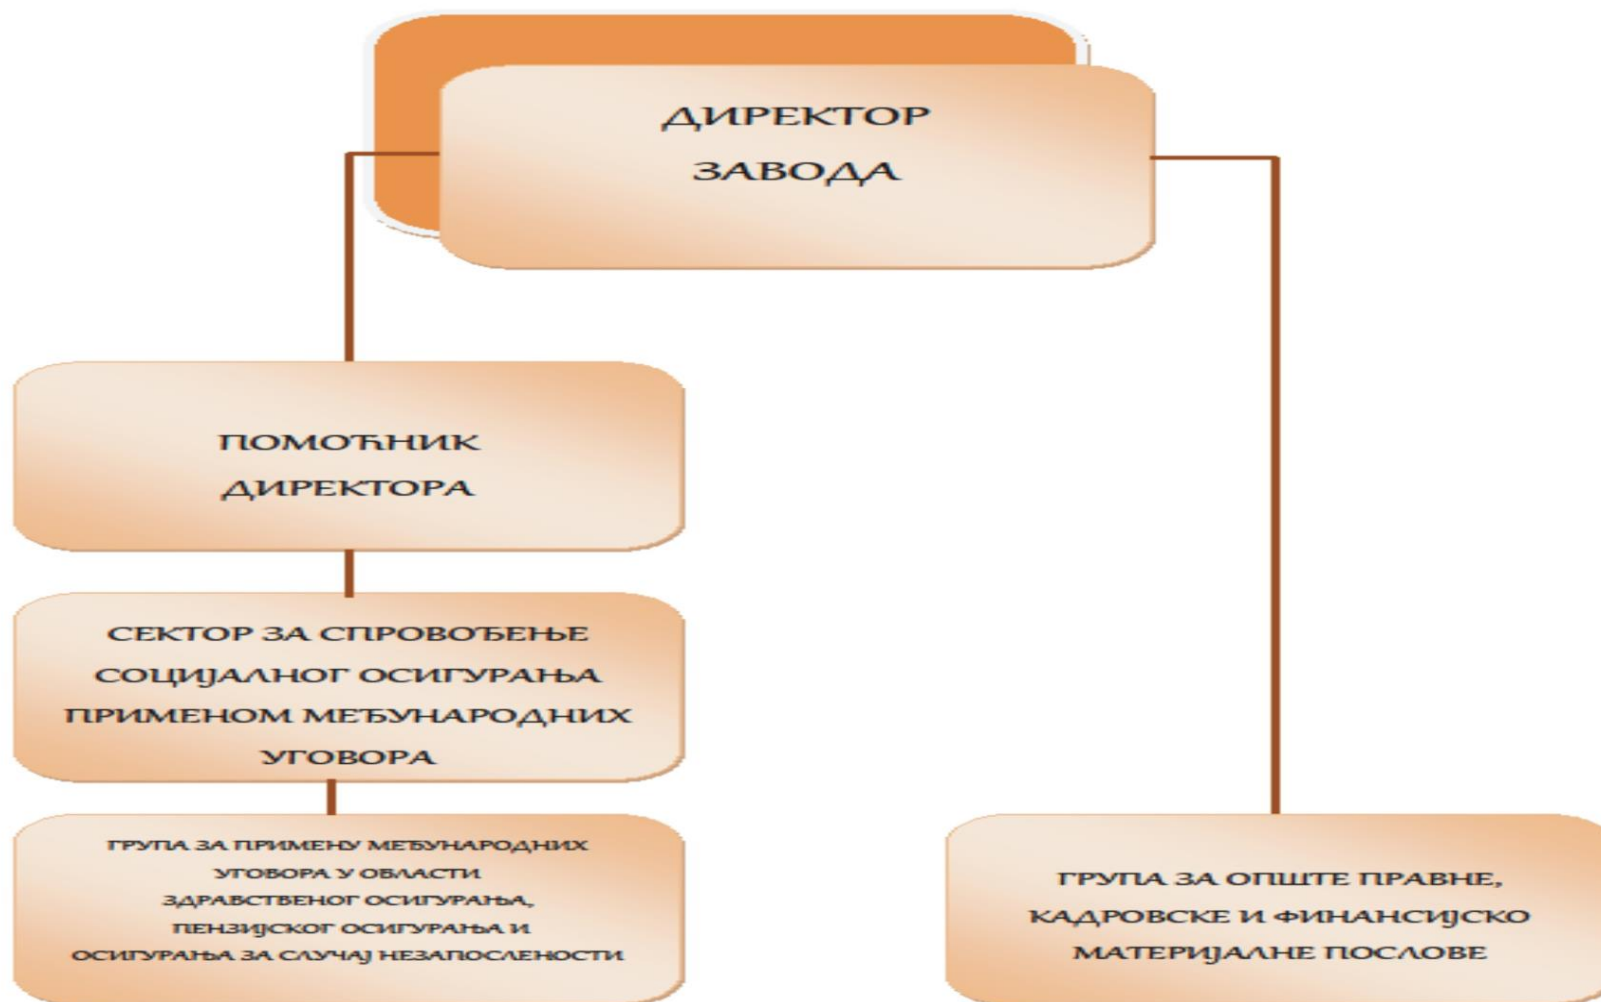 ДИРЕКТОР
ЗАВОДА
ПОМОЋНИК
ДИРЕКТОРА
СЕКТОР ЗА СПРОВОЂЕЊЕ
СОЦИЈАЛНОГ ОСИГУРАЊА
ПРИМЕНОМ МЕЂУНАРОДНИХ
УГОВОРА
ГРУПА ЗА ПРИМЕНУ МЕЂУНАРОДНИХ
УГОВОРА У ОБЛАСТИ
ЗДРАВСТВЕНОГ ОСИГУРАЊА,
ПЕНЗИЈСКОГ ОСИГУРАЊА И
ОСИГУРАЊА ЗА СЛУЧАЈ НЕЗАПОСЛЕНОСТИ
ГРУПА ЗА ОПШТЕ ПРАВНЕ,
КАДРОВСКЕ И ФИНАНСИЈСКО
МАТЕРИЈАЛНЕ ПОСЛОВЕ